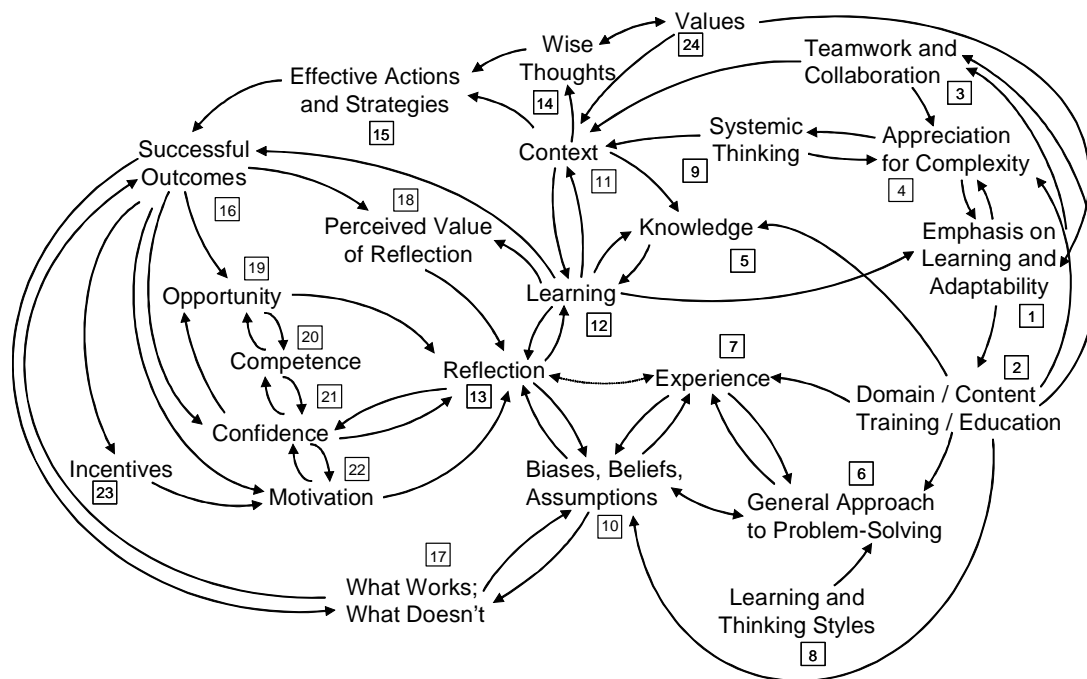 Values
24
Wise
Thoughts
14
Teamwork and
Collaboration
3
Effective Actions
and Strategies
15
Systemic
Thinking
9
Appreciation
for Complexity
4
Successful
Outcomes
16
Context
11
18
Perceived Value
of Reflection
Knowledge
5
Emphasis on
Learning and
Adaptability
1
19
Opportunity
Learning
12
20
Competence
21
Confidence
22
Motivation
Incentives
23
Reflection
13
7
Experience
2
Domain / Content
Training / Education
Biases, Beliefs,
Assumptions
10
6
General Approach
to Problem-Solving
17
What Works;
What Doesn't
Learning and
Thinking Styles
8